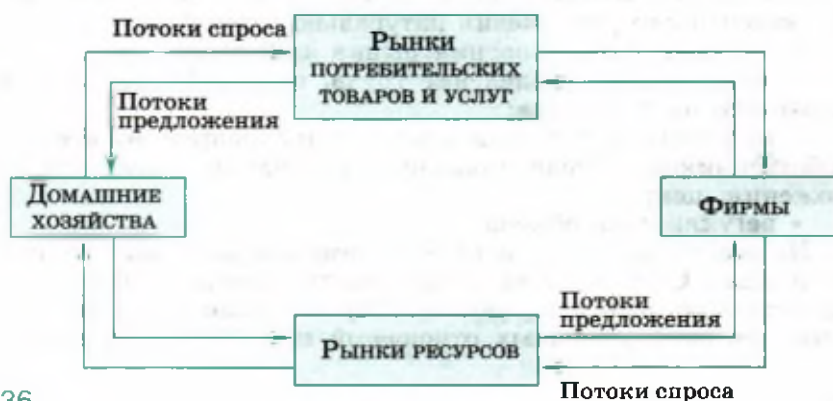 Потоки спроса
Рынки
потребительских
товаров и услуг
Потоки
предложения
Домашние
хозяйства
Фирмы
Потоки
предложения
Рынки ресурсов
Потоки спроса
36